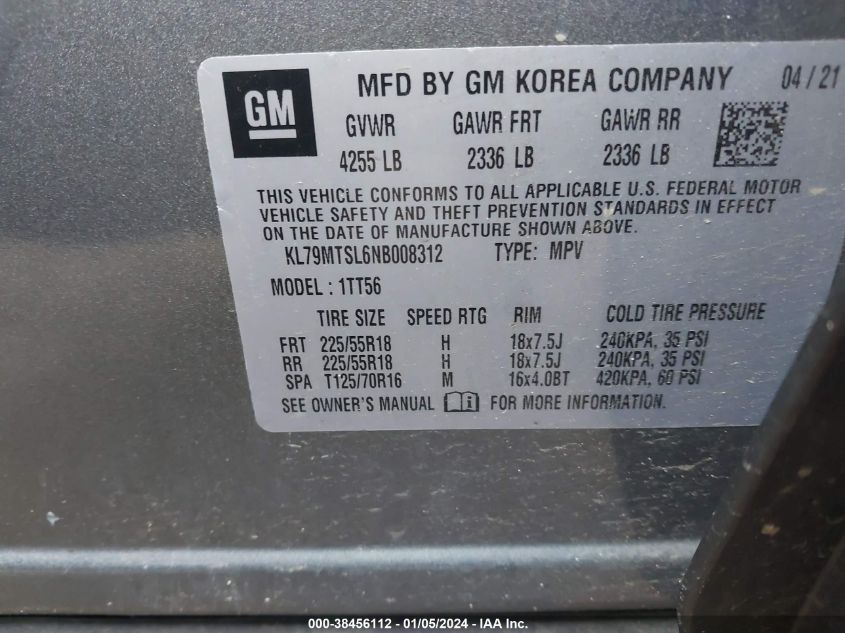 GM
MFD BY GM KOREA COMPANY 04/21
GVWR GAWR FRT GAWR RR
4255 LB 2336 LB 2336 LB
THIS VEHICLE CONFORMS TO ALL APPLICABLE U.S. FEDERAL MOTOR
VEHICLE SAFETY AND THEFT PREVENTION STANDARDS IN EFFECT
ON THE DATE OF MANUFACTURE SHOWN ABOVE.
KL79MTSL6NB008312 TYPE: MPV
MODEL : 1TT56
TIRE SIZE SPEED RTG RIM COLD TIRE PRESSURE
FRT 225/55R18 H 18x7.5J 240KPA, 35 PSI
RR 225/55R18 H 18x7.5J 240KPA, 35 PSI
SPA T125/70R16 M 16x4.0BT 420KPA, 60 PSI
SEE OWNER'S MANUAL FOR MORE INFORMATION.
000-38456112 - 01/05/2024 - IAA Inc.